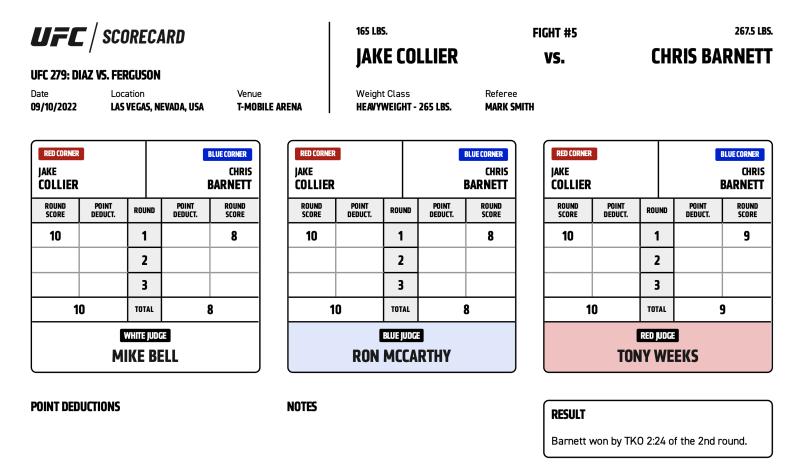 UFC SCORECARD
UFC 279: DIAZ VS. FERGUSON
Date Location Venue
09/10/2022 LAS VEGAS, NEVADA, USA T-MOBILE ARENA
165 LBS. FIGHT #5 267.5 LBS.
JAKE COLLIER VS. CHRIS BARNETT
Weight Class Referee
HEAVYWEIGHT - 265 LBS. MARK SMITH
RED CORNER BLUE CORNER
JAKE CHRIS
COLLIER BARNETT
ROUND POINT ROUND POINT ROUND
SCORE DEDUCT. DEDUCT. SCORE
10 1 8
2
3
10 TOTAL 8
WHITE JUDGE
MIKE BELL
RED CORNER BLUE CORNER
JAKE CHRIS
COLLIER BARNETT
ROUND POINT ROUND POINT ROUND
SCORE DEDUCT. DEDUCT. SCORE
10 1 8
2
3
10 TOTAL 8
BLUE JUDGE
RON MCCARTHY
RED CORNER BLUE CORNER
JAKE CHRIS
COLLIER BARNETT
ROUND POINT ROUND POINT ROUND
SCORE DEDUCT. DEDUCT. SCORE
10 1 9
2
3
10 TOTAL 9
RED JUDGE
TONY WEEKS
POINT DEDUCTIONS
NOTES
RESULT
Barnett won by TKO 2:24 of the 2nd round.